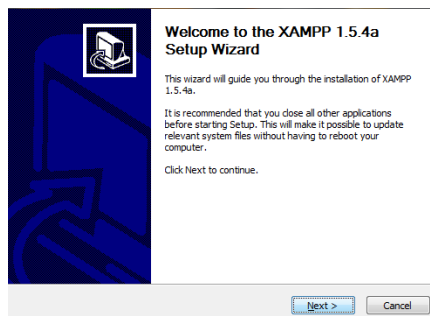 Welcome to the XAMPP 1.5.4a
Setup Wizard
This wizard will guide you through the installation of XAMPP
1.5.4a.
It is recommended that you close all other applications
before starting Setup. This will make it possible to update
relevant system files without having to reboot your
computer.
Click Next to continue.
Next >
Cancel